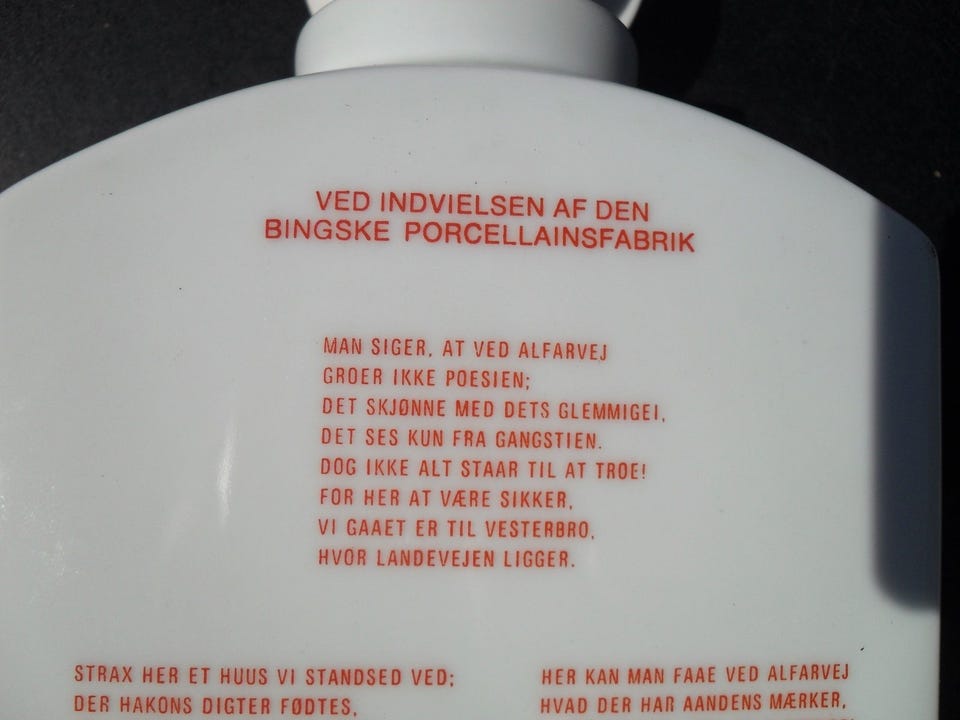 VED INDVIELSEN AF DEN
BINGSKE PORCELLAINSFABRIK
MAN SIGER, AT VED ALFARVEJ
GROER IKKE POESIEN;
DET SKJØNNE MED DETS GLEMMIGEI,
DET SES KUN FRA GANGSTIEN.
DOG IKKE ALT STAAR TIL AT TROE!
FOR HER AT VÆRE SIKKER,
VI GAAET ER TIL VESTERBRO,
HVOR LANDEVEJEN LIGGER.
STRAX HER ET HUUS VI STANDSED VED;
DER HAKONS DIGTER FØDTES,
HER KAN MAN FAAE VED ALFARVEJ
HVAD DER HAR AANDENS MÆRKER,